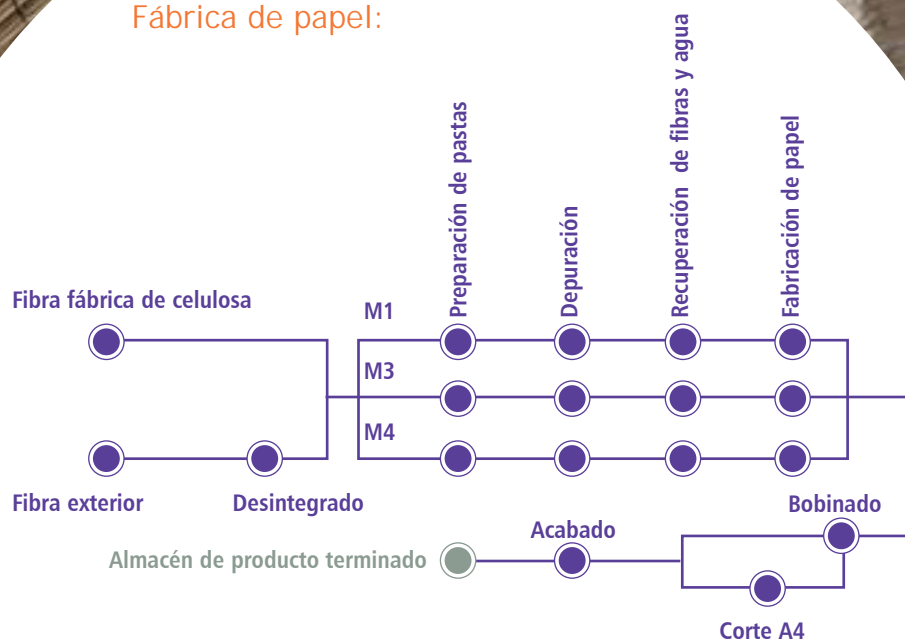 Fábrica de papel:
Preparación de pastas
Depuración
Recuperación de fibras y agua
Fabricación de papel
Fibra fábrica de celulosa
M1
M3
M4
Fibra exterior
Desintegrado
Bobinado
Acabado
Almacén de producto terminado
Corte A4